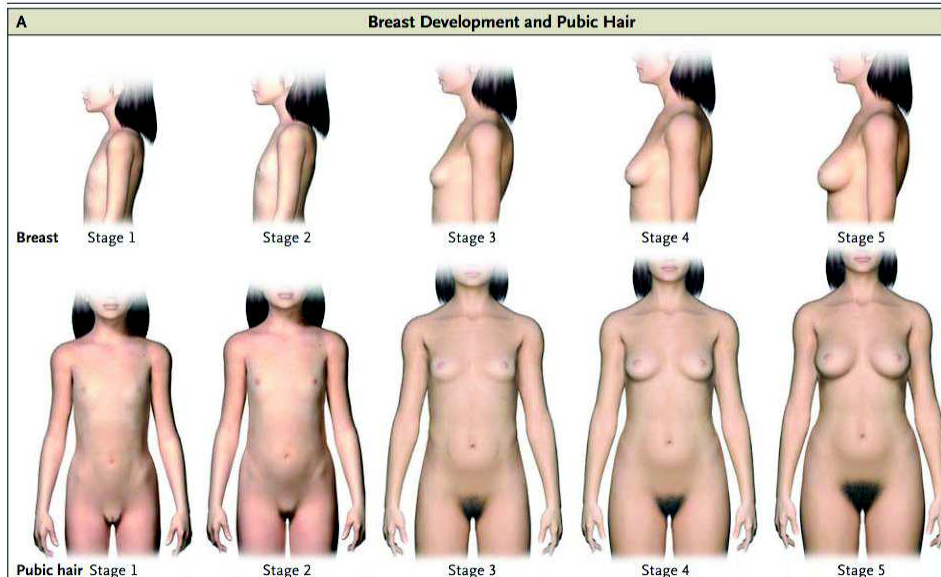 A Breast Development and Pubic Hair
Breast Stage 1 Stage 2 Stage 3 Stage 4 Stage 5
Pubic hair Stage 1 Stage 2 Stage 3 Stage 4 Stage 5